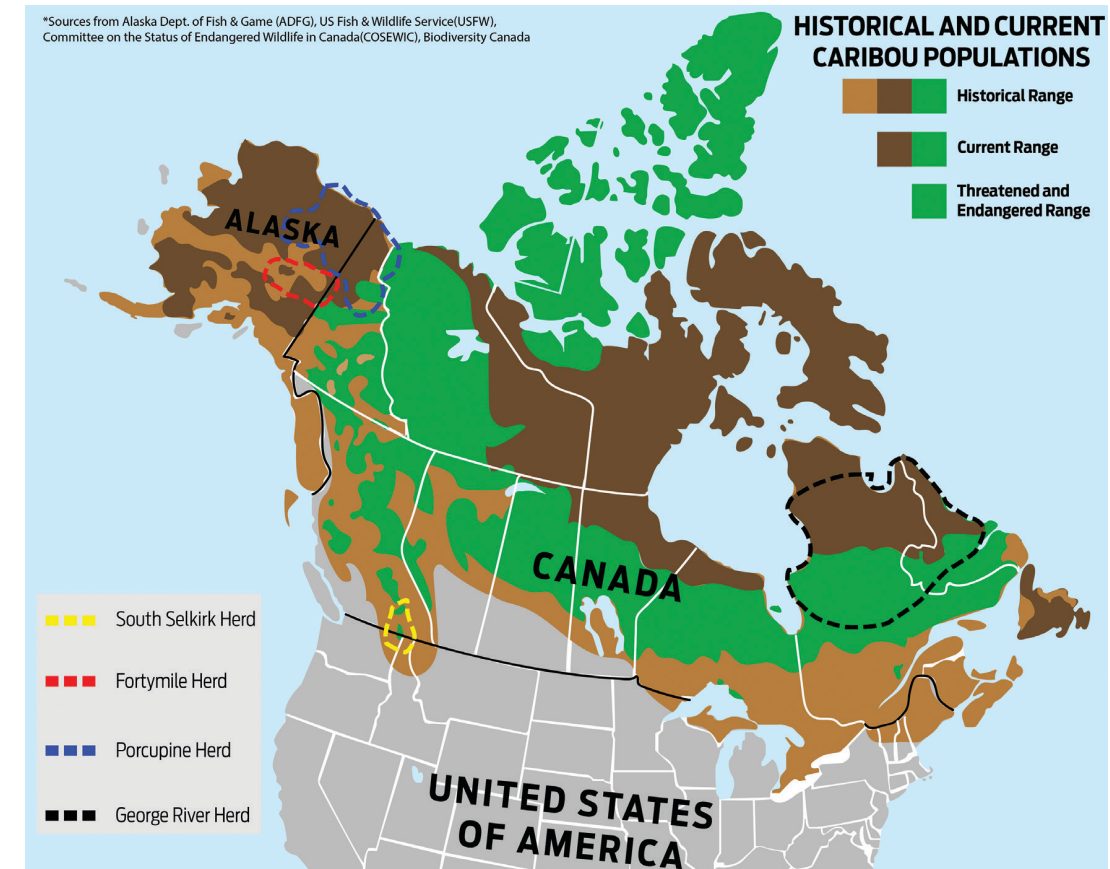 *Sources from Alaska Dept. of Fish & Game (ADFG), US Fish & Wildlife Service(USFW),
Committee on the Status of Endangered Wildlife in Canada(COSEWIC), Biodiversity Canada
HISTORICAL AND CURRENT
CARIBOU POPULATIONS
Historical Range
Current Range
Threatened and
Endangered Range
ALASKA
CANADA
UNITED STATES
OF AMERICA
South Selkirk Herd
Fortymile Herd
Porcupine Herd
George River Herd